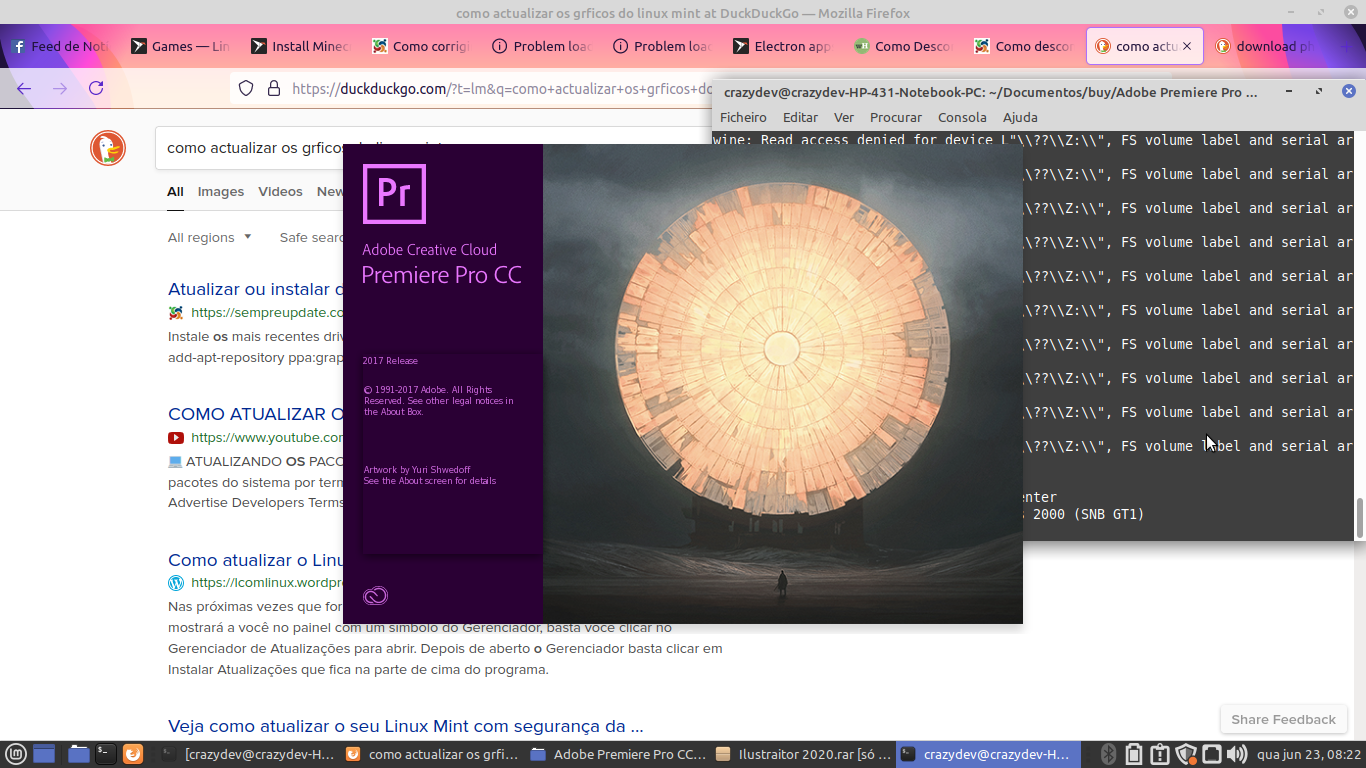 como actualizar os grficos do linux mint at DuckDuckGo — Mozilla Firefox
Feed de Noti
Games — Lin
Install Minec
Como corrigi
Problem loa
Problem loa
Electron app
Como Desco
Como descor
como actu
download ph
https://duckduckgo.com/?t=lm&q=como+actualizar+os+grficos+do
crazydev@crazydev-HP-431-Notebook-PC: ~/Documentos/buy/Adobe Premiere Pro ...
Ficheiro Editar Ver Procurar Consola Ajuda
wine: Read access denied for device L"\\??\\Z:\\", FS volume label and serial ar
\??\\Z:\\", FS volume label and serial ar
\??\\Z:\\", FS volume label and serial ar
\??\\Z:\\", FS volume label and serial ar
\??\\Z:\\", FS volume label and serial ar
\??\\Z:\\", FS volume label and serial ar
\??\\Z:\\", FS volume label and serial ar
\??\\Z:\\", FS volume label and serial ar
\??\\Z:\\", FS volume label and serial ar
\??\\Z:\\", FS volume label and serial ar
enter
2000 (SNB GT1)
como actualizar os grficos
All Images Videos New
All regions Safe searc
Atualizar ou instalar d
https://sempreupdate.co
Instale os mais recentes driv
add-apt-repository ppa:grap
COMO ATUALIZAR O
https://www.youtube.com
ATUALIZANDO OS PACO
pacotes do sistema por term
Advertise Developers Terms
Como atualizar o Linu
https://lcomlinux.wordpre
Nas próximas vezes que for
mostrará a você no painel com um símbolo do Gerenciador, basta você clicar no
Gerenciador de Atualizações para abrir. Depois de aberto o Gerenciador basta clicar em
Instalar Atualizações que fica na parte de cima do programa.
Veja como atualizar o seu Linux Mint com segurança da ...
Share Feedback
Pr
Adobe Creative Cloud
Premiere Pro CC
2017 Release
© 1991-2017 Adobe. All Rights
Reserved. See other legal notices in
the About Box.
Artwork by Yuri Shwedoff
See the About screen for details
[crazydev@crazydev-H...
como actualizar os grfi...
Adobe Premiere Pro CC...
Ilustraitor 2020.rar [só ...
crazydev@crazydev-H...
qua jun 23, 08:22